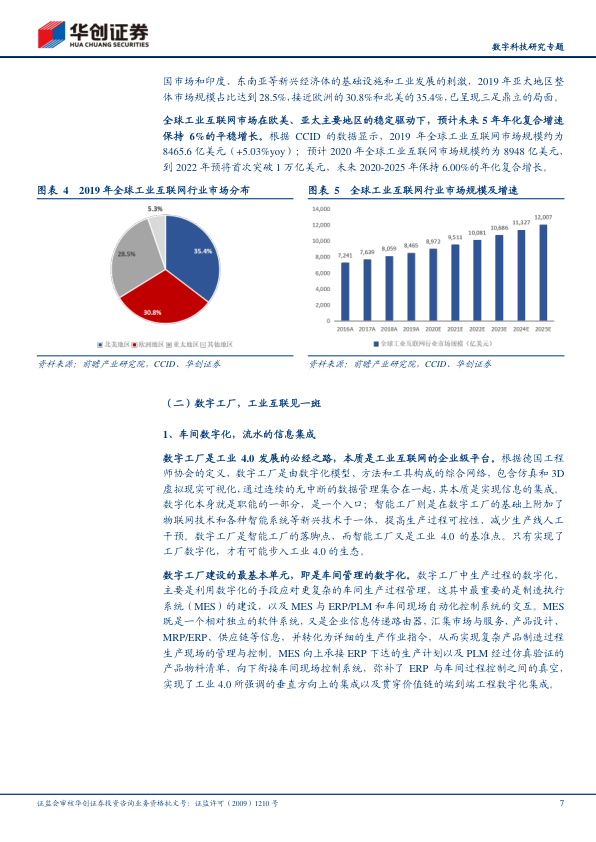 华创证券
HUA CHUANG SECURITIES
数字科技研究专题
国市场和印度、东南亚等新兴经济体的基础设施和工业发展的刺激，2019 年亚太地区整
体市场规模占比达到 28.5%，接近欧洲的 30.8%和北美的 35.4%，已呈现三足鼎立的局面。
全球工业互联网市场在欧美、亚太主要地区的稳定驱动下，预计未来 5 年年化复合增速
保持 6%的平稳增长。根据 CCID 的数据显示，2019 年全球工业互联网市场规模约为
8465.6 亿美元（+5.03%yoy）；预计 2020 年全球工业互联网市场规模约为 8948 亿美元，
到 2022 年预将首次突破 1 万亿美元，未来 2020-2025 年保持 6.00%的年化复合增长。
图表 4 2019 年全球工业互联网行业市场分布
5.3%
35.4%
28.5%
30.8%
北美地区 欧洲地区 亚太地区 其他地区
资料来源：前瞻产业研究院，CCID、华创证券
图表 5 全球工业互联网行业市场规模及增速
14,000
12,000
10,000
8,000
6,000
4,000
2,000
0
7,241 7,639 8,059 8,465 8,972 9,511 10,081 10,686 11,327 12,007
2016A 2017A 2018A 2019A 2020E 2021E 2022E 2023E 2024E 2025E
全球工业互联网行业市场规模（亿美元）
资料来源：前瞻产业研究院，CCID、华创证券
（二）数字工厂，工业互联见一斑
1、车间数字化，流水的信息集成
数字工厂是工业 4.0 发展的必经之路，本质是工业互联网的企业级平台。根据德国工程
师协会的定义，数字工厂是由数字化模型、方法和工具构成的综合网络，包含仿真和 3D
虚拟现实可视化，通过连续的无中断的数据管理集合在一起，其本质是实现信息的集成。
数字化本身就是职能的一部分，是一个入口；智能工厂则是在数字工厂的基础上附加了
物联网技术和各种智能系统等新兴技术于一体，提高生产过程可控性、减少生产线人工
干预。数字工厂是智能工厂的落脚点，而智能工厂又是工业 4.0 的基准点。只有实现了
工厂数字化，才有可能步入工业 4.0 的生态。
数字工厂建设的最基本单元，即是车间管理的数字化。数字工厂中生产过程的数字化，
主要是利用数字化的手段应对更复杂的车间生产过程管理，这其中最重要的是制造执行
系统（MES）的建设，以及 MES 与 ERP/PLM 和车间现场自动化控制系统的交互。MES
既是一个相对独立的软件系统，又是企业信息传递路由器，汇集市场与服务、产品设计、
MRP/ERP、供应链等信息，并转化为详细的生产作业指令，从而实现复杂产品制造过程
生产现场的管理与控制。MES 向上承接 ERP 下达的生产计划以及 PLM 经过仿真验证的
产品物料清单，向下衔接车间现场控制系统，弥补了 ERP 与车间过程控制之间的真空，
实现了工业 4.0 所强调的垂直方向上的集成以及贯穿价值链的端到端工程数字化集成。
证监会审核华创证券投资咨询业务资格批文号：证监许可（2009）1210 号
7